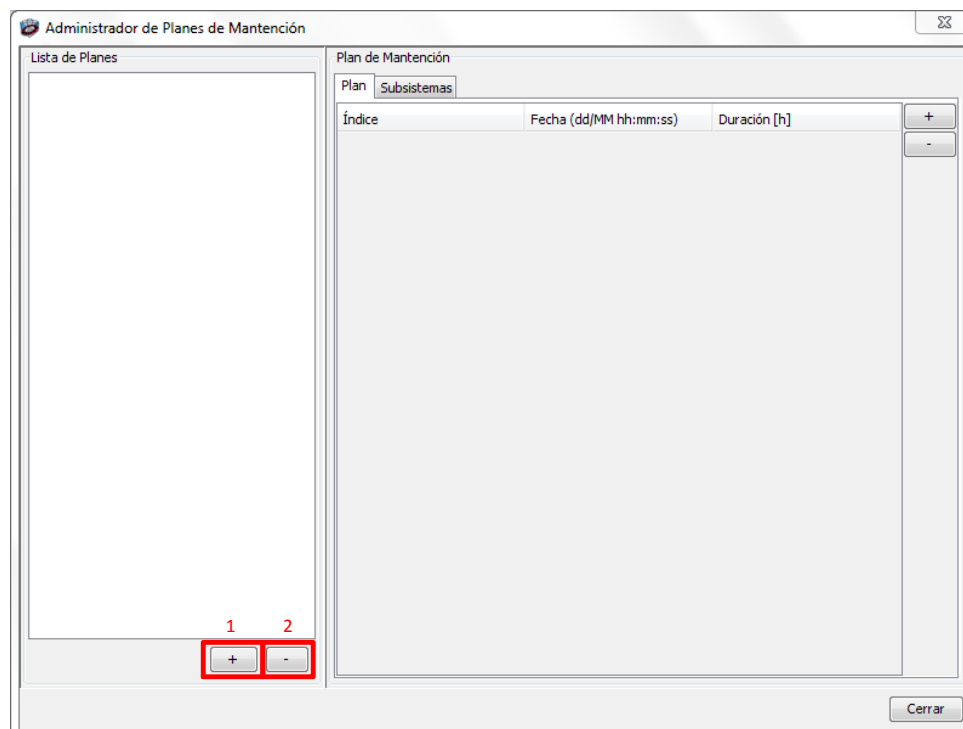 Administrador de Planes de Mantención
Lista de Planes
Plan de Mantención
Plan Subsistemas
Índice Fecha (dd/MM hh:mm:ss) Duración [h]
+
-
1 2
+ -
Cerrar